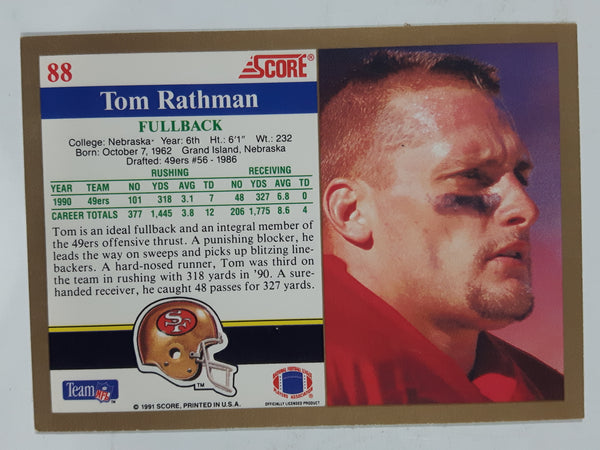 88
SCORE®
Tom Rathman
FULLBACK
College: Nebraska· Year: 6th Ht.: 6'1" Wt.: 232
Born: October 7, 1962 Grand Island, Nebraska
Drafted: 49ers #56 - 1986
RUSHING RECEIVING
YEAR TEAM NO YDS AVG TD NO YDS AVG TD
1990 49ers 101 318 3.1 7 48 327 6.8 0
CAREER TOTALS 377 1,445 3.8 12 206 1,775 8.6 4
Tom is an ideal fullback and an integral member of
the 49ers offensive thrust. A punishing blocker, he
leads the way on sweeps and picks up blitzing line-
backers. A hard-nosed runner, Tom was third on
the team in rushing with 318 yards in '90. A sure-
handed receiver, he caught 48 passes for 327 yards.
SF
TM
Team NFL
© 1991 SCORE, PRINTED IN U.S.A.
OFFICIALLY LICENSED PRODUCT